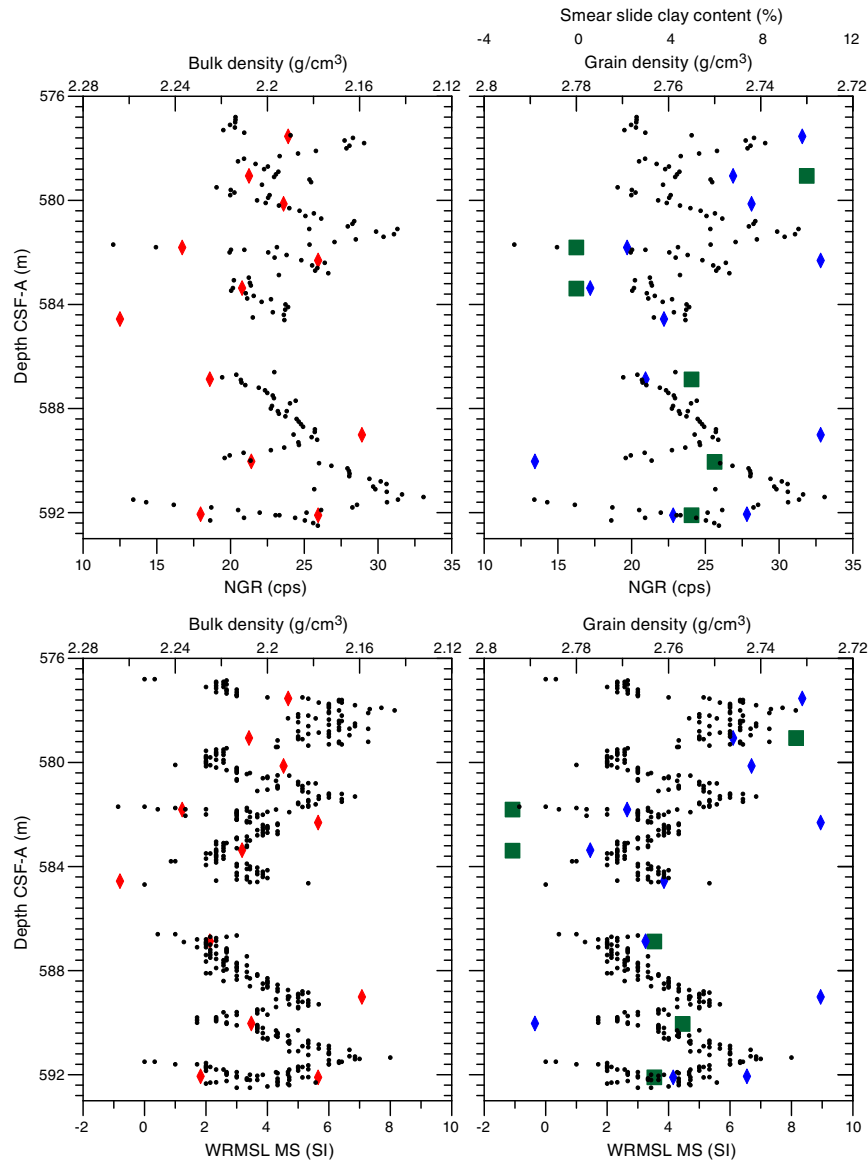 Smear slide clay content (%)
-4 0 4 8 12
Bulk density (g/cm³)
Grain density (g/cm³)
2.28 2.24 2.2 2.16 2.12
2.8 2.78 2.76 2.74 2.72
576
580
584
588
592
Depth CSF-A (m)
10 15 20 25 30 35
10 15 20 25 30 35
NGR (cps)
NGR (cps)
Bulk density (g/cm³)
Grain density (g/cm³)
2.28 2.24 2.2 2.16 2.12
2.8 2.78 2.76 2.74 2.72
576
580
584
588
592
Depth CSF-A (m)
-2 0 2 4 6 8 10
-2 0 2 4 6 8 10
WRMSL MS (SI)
WRMSL MS (SI)